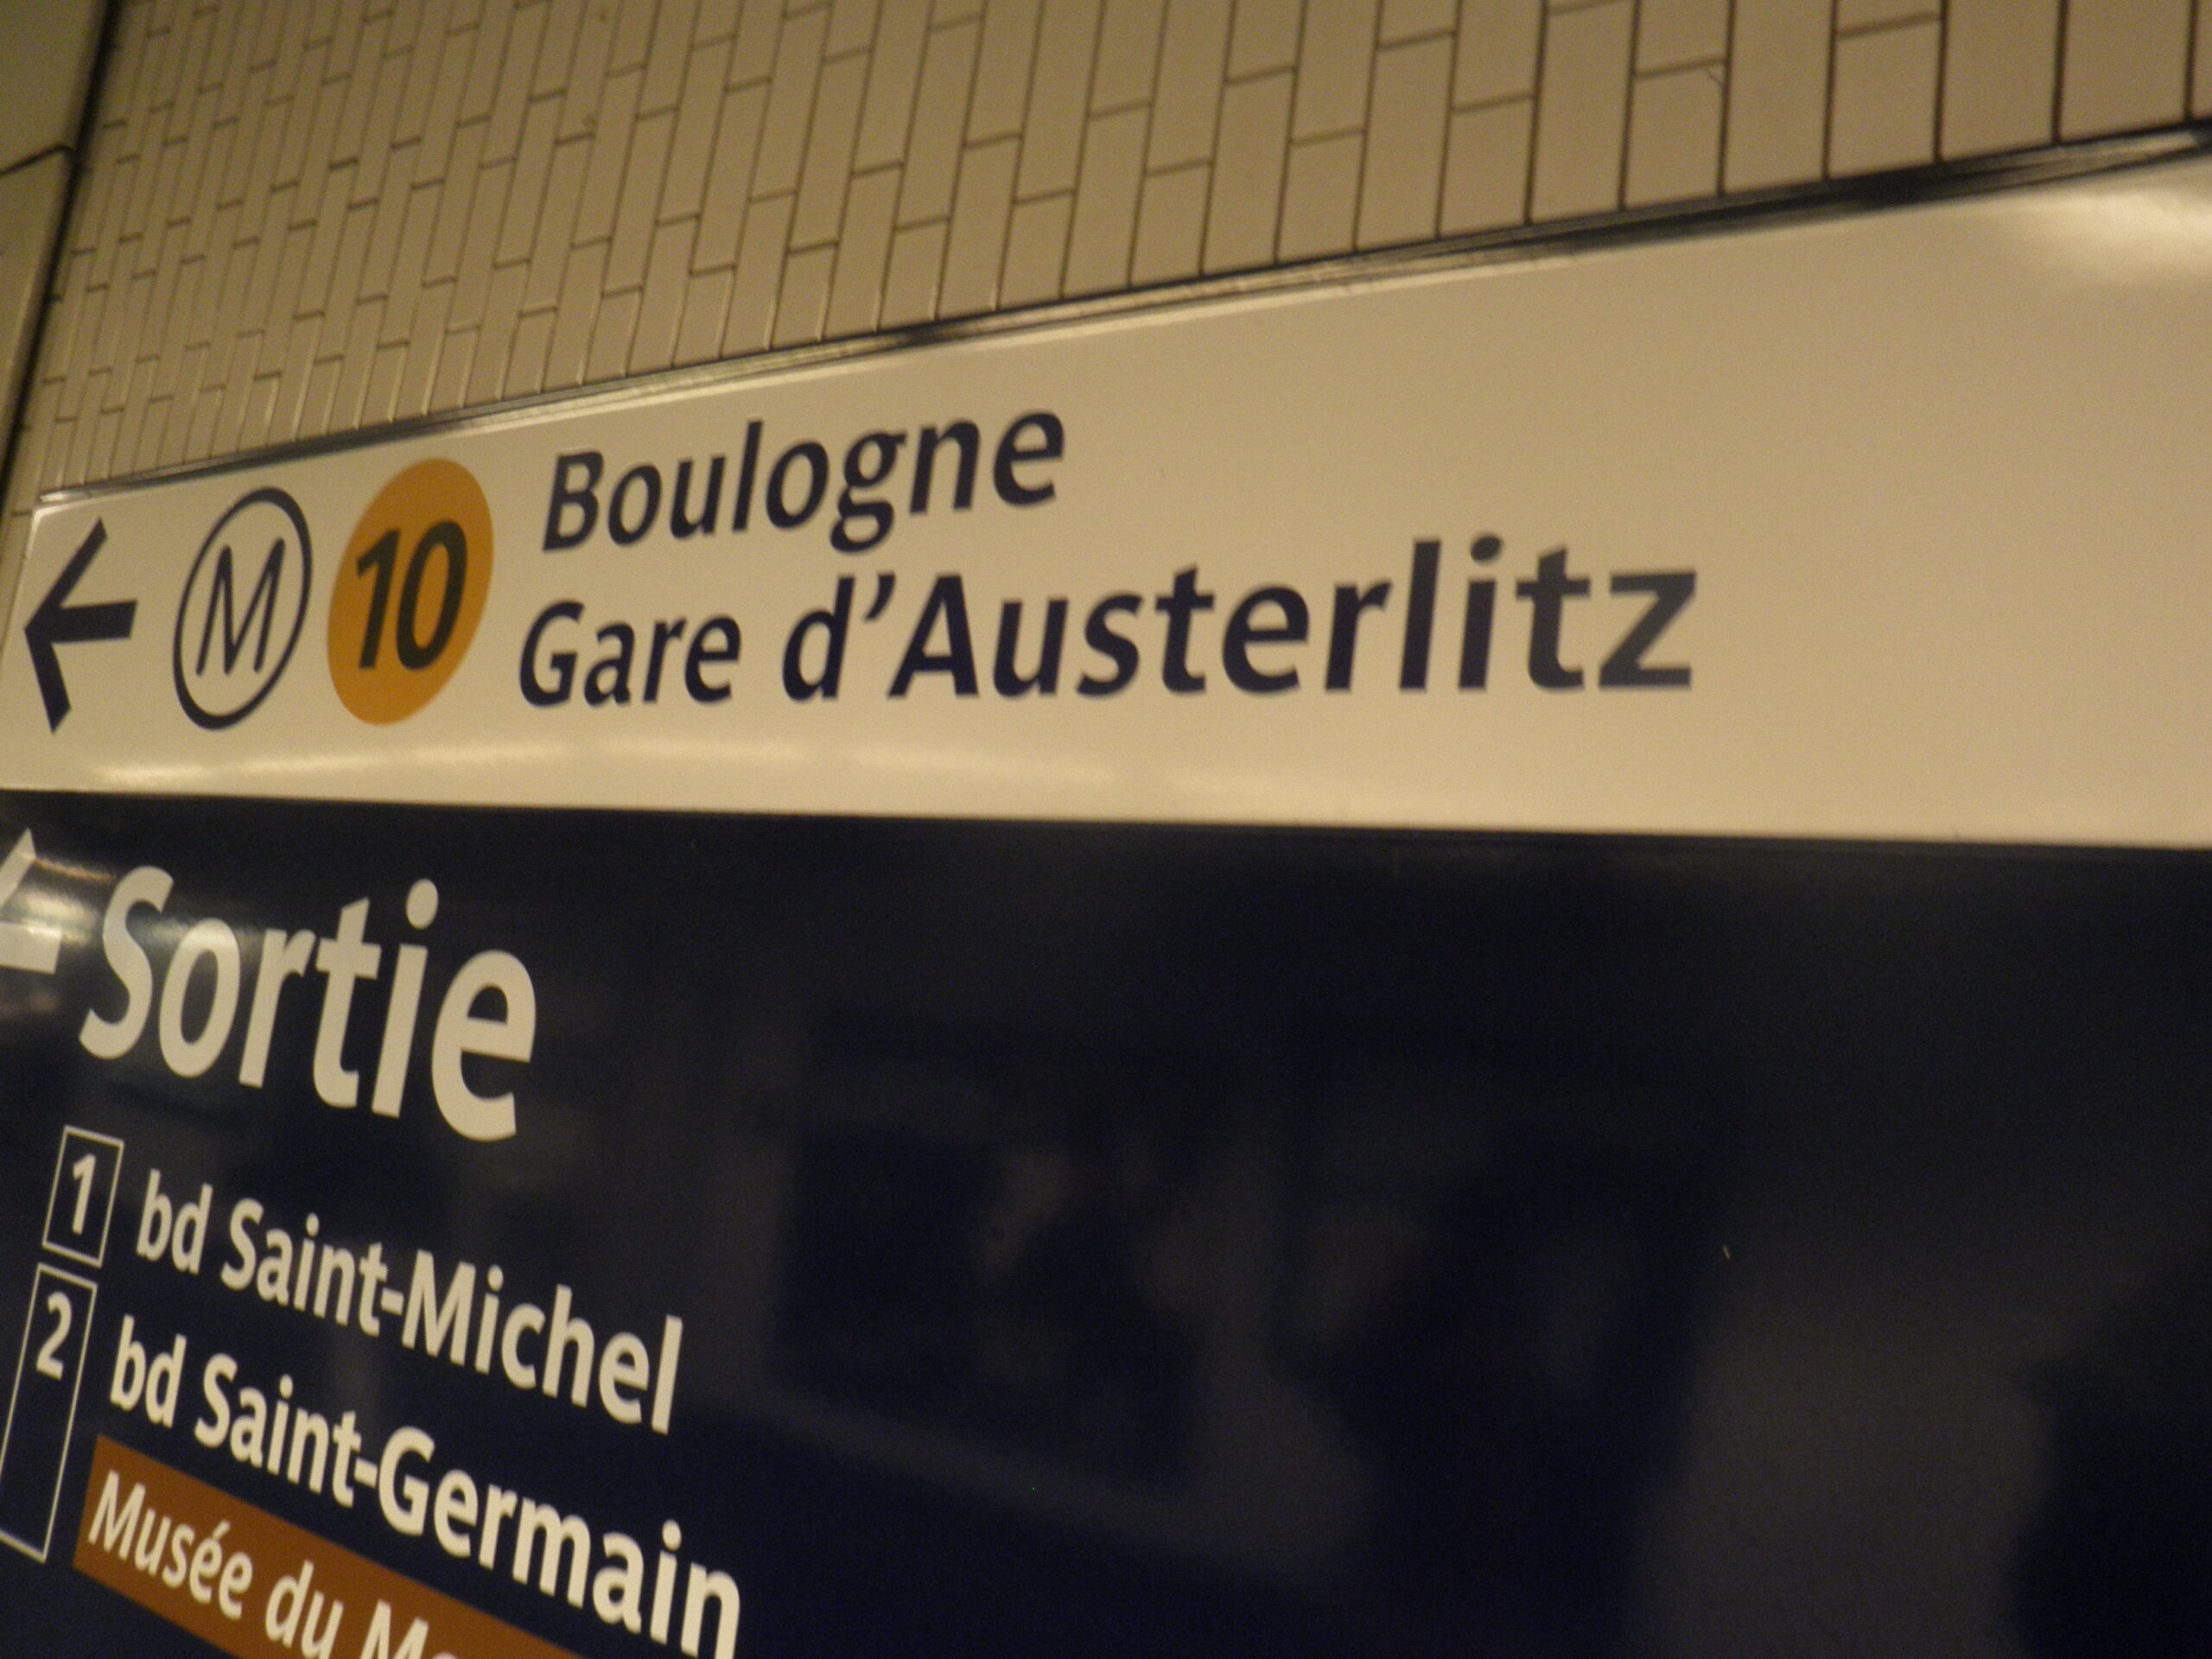 M 10 Boulogne
Gare d'Austerlitz
Sortie
1 bd Saint-Michel
2 bd Saint-Germain
Musée du